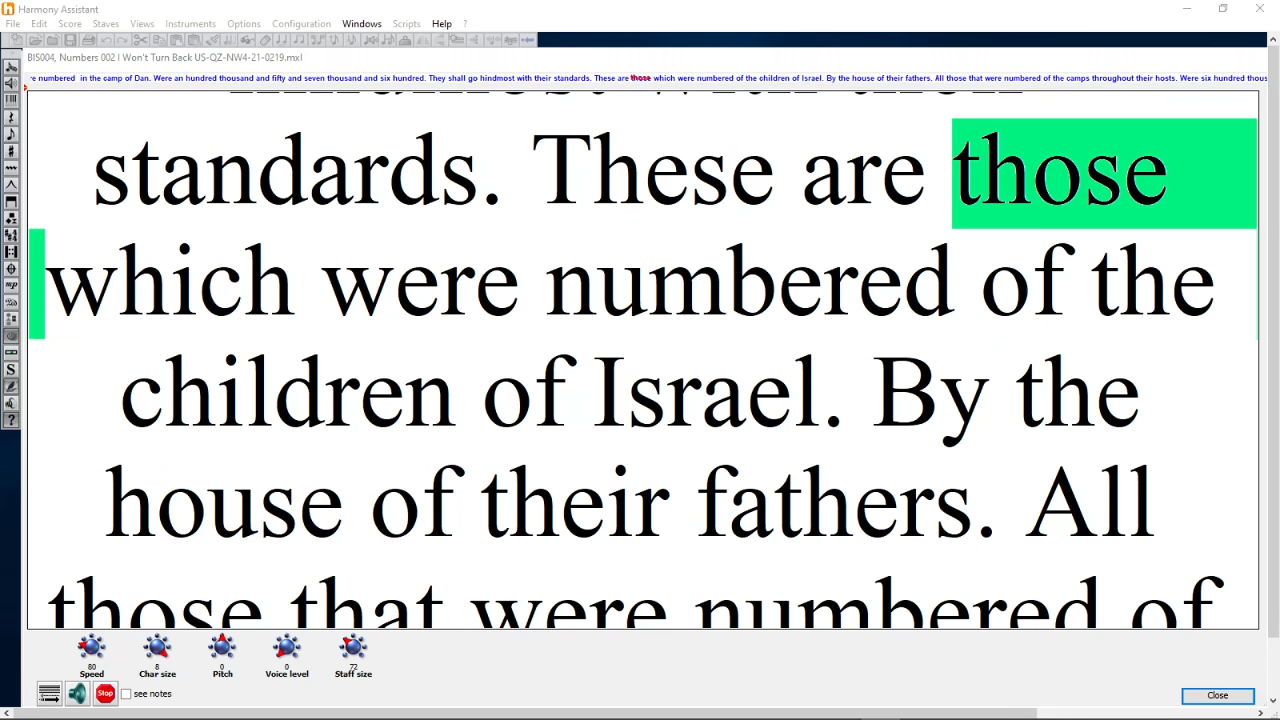 Harmony Assistant
File Edit Score Staves Views Instruments Options Configuration Windows Scripts Help ?
BIS004, Numbers 002 I Won't Turn Back US-QZ-NW4-21-0219.mxl
re numbered in the camp of Dan. Were an hundred thousand and fifty and seven thousand and six hundred. They shall go hindmost with their standards. These are those which were numbered of the children of Israel. By the house of their fathers. All those that were numbered of the camps throughout their hosts. Were six hundred thous
standards. These are those
which were numbered of the
children of Israel. By the
house of their fathers. All
those that were numbered of
80 8 0 0 72
Speed Char size Pitch Voice level Staff size
Stop see notes Close